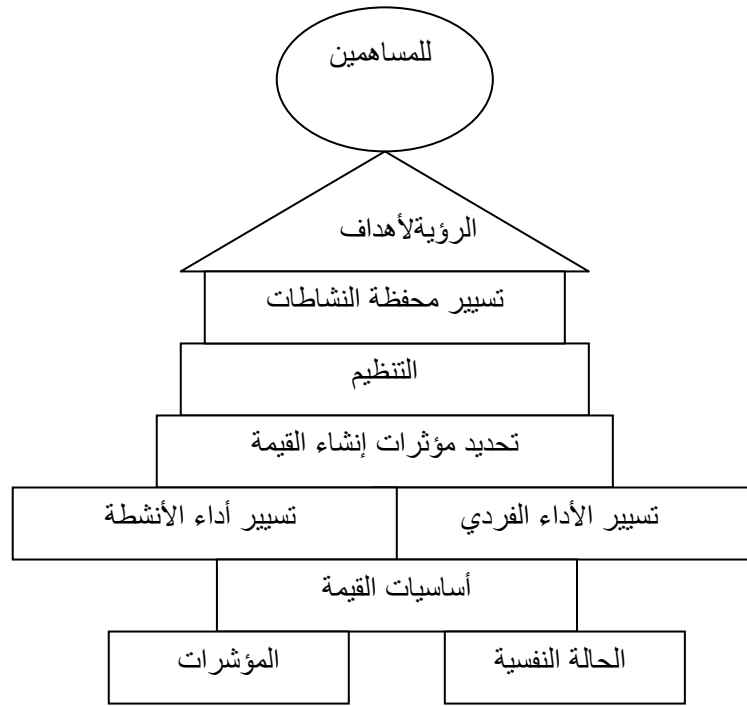 للمساهمين
الرؤيةلأهداف
تسيير محفظة النشاطات
التنظيم
تحديد مؤثرات إنشاء القيمة
تسيير الأداء الفردي
تسيير أداء الأنشطة
أساسيات القيمة
الحالة النفسية
المؤشرات